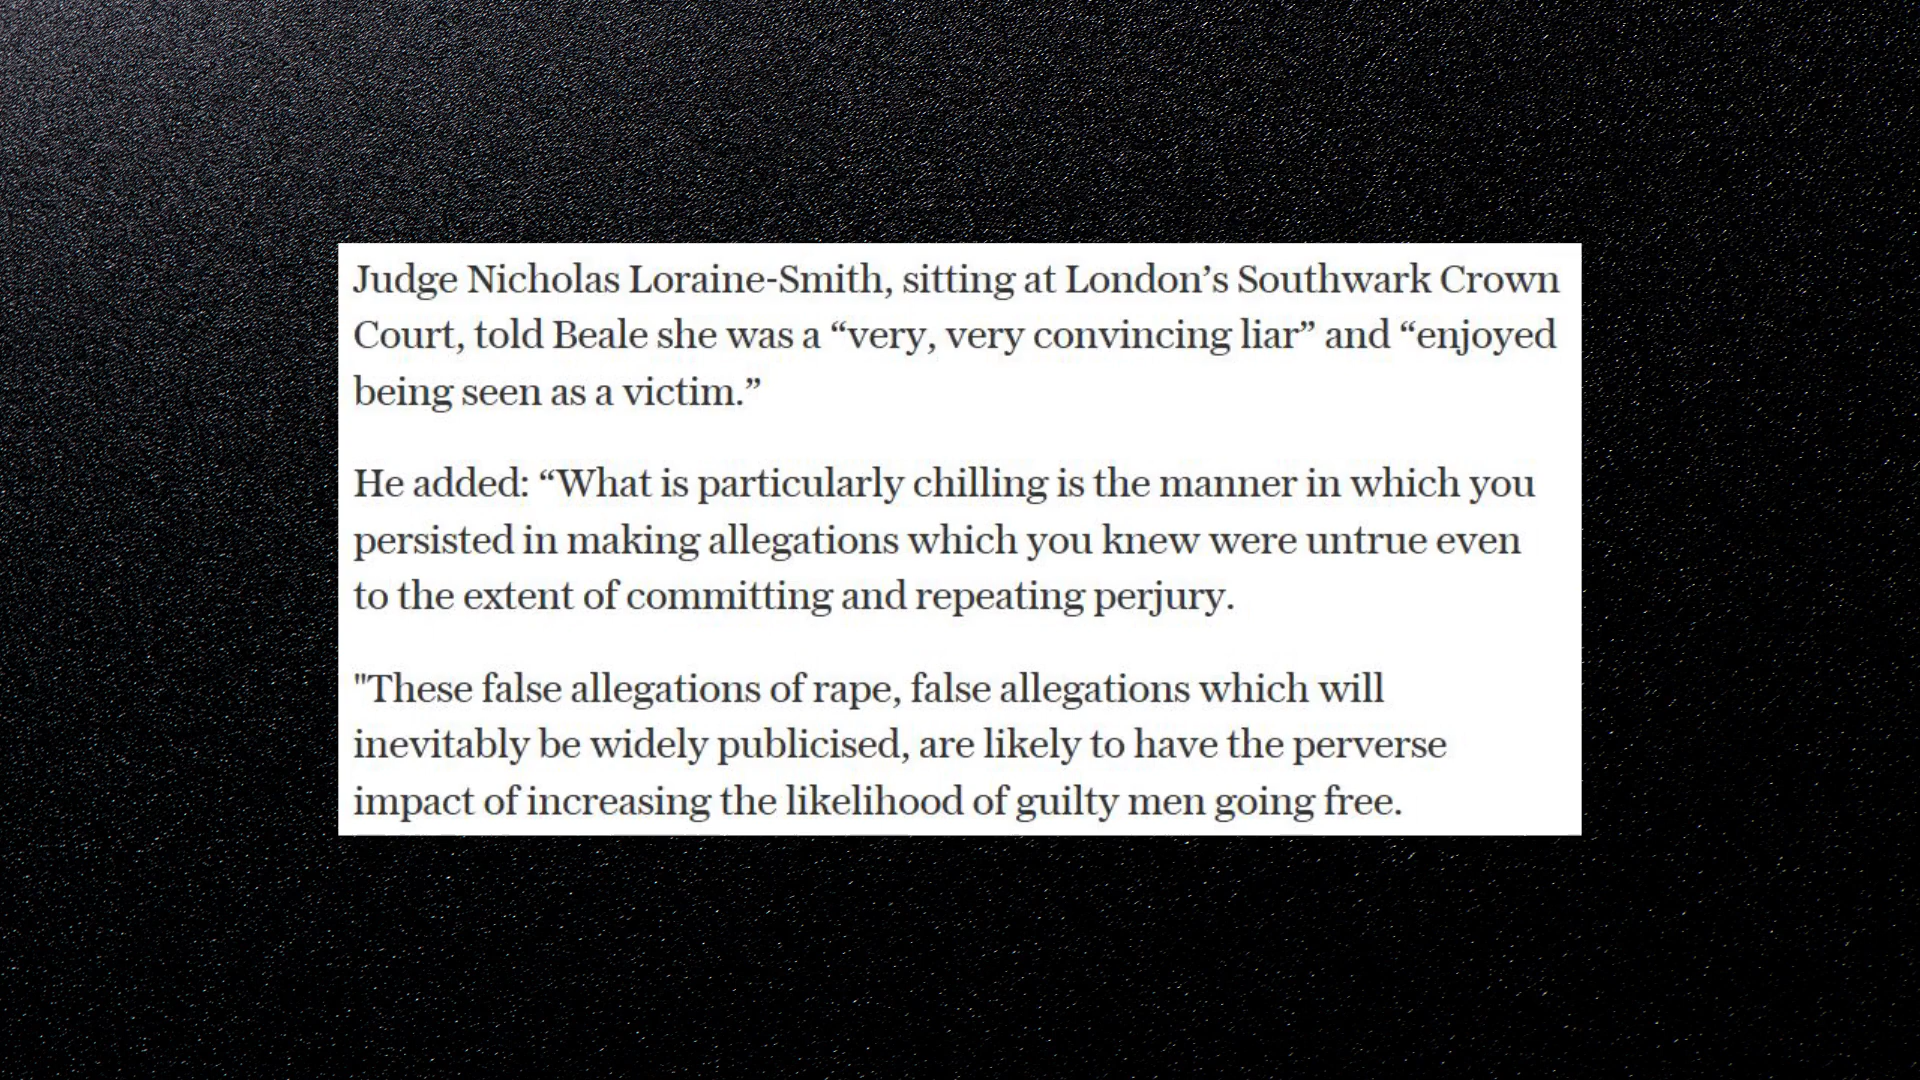 Judge Nicholas Loraine-Smith, sitting at London’s Southwark Crown
Court, told Beale she was a “very, very convincing liar” and “enjoyed
being seen as a victim.”
He added: “What is particularly chilling is the manner in which you
persisted in making allegations which you knew were untrue even
to the extent of committing and repeating perjury.
"These false allegations of rape, false allegations which will
inevitably be widely publicised, are likely to have the perverse
impact of increasing the likelihood of guilty men going free.